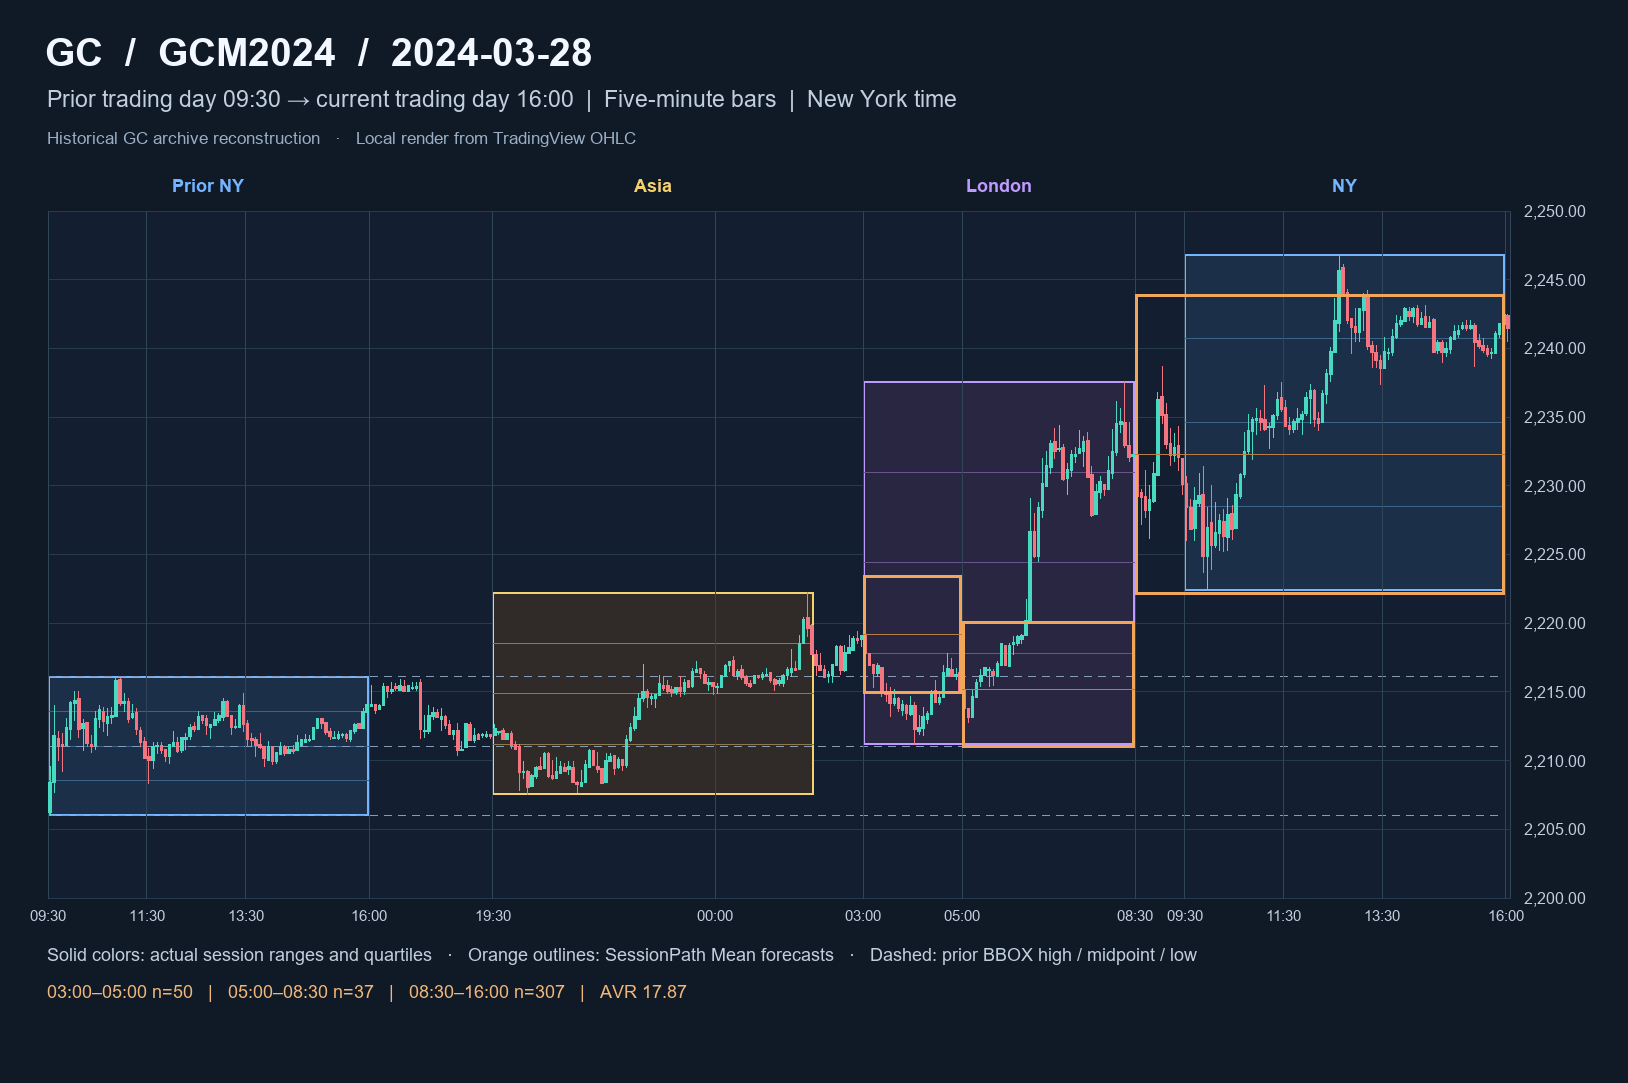 GC / GCM2024 / 2024-03-28
Prior trading day 09:30 → current trading day 16:00 | Five-minute bars | New York time
Historical GC archive reconstruction · Local render from TradingView OHLC
Prior NY Asia London NY
2,250.00
2,245.00
2,240.00
2,235.00
2,230.00
2,225.00
2,220.00
2,215.00
2,210.00
2,205.00
2,200.00
09:30 11:30 13:30 16:00 19:30 00:00 03:00 05:00 08:30 09:30 11:30 13:30 16:00
Solid colors: actual session ranges and quartiles · Orange outlines: SessionPath Mean forecasts · Dashed: prior BBOX high / midpoint / low
03:00–05:00 n=50 | 05:00–08:30 n=37 | 08:30–16:00 n=307 | AVR 17.87